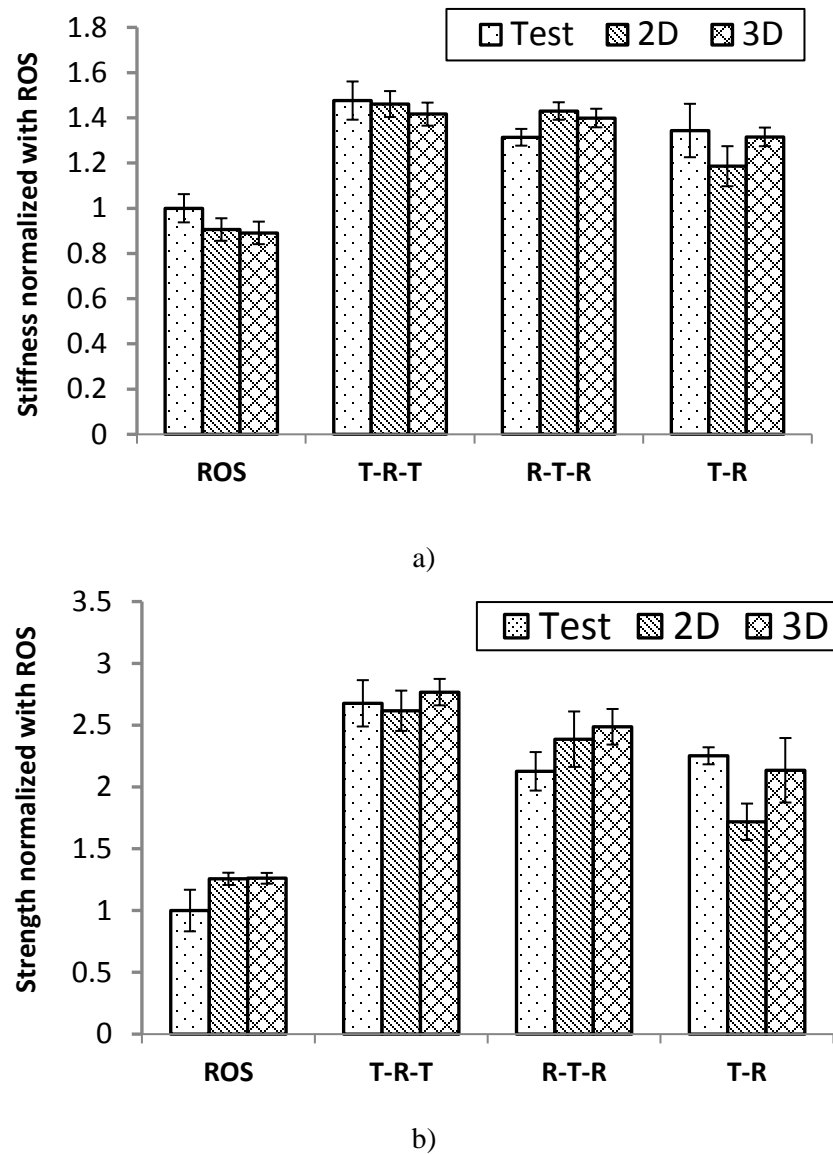 Stiffness normalized with ROS
1.8
1.6
1.4
1.2
1
0.8
0.6
0.4
0.2
0
Test 2D 3D
ROS T-R-T R-T-R T-R
a)
Strength normalized with ROS
3.5
3
2.5
2
1.5
1
0.5
0
Test 2D 3D
ROS T-R-T R-T-R T-R
b)